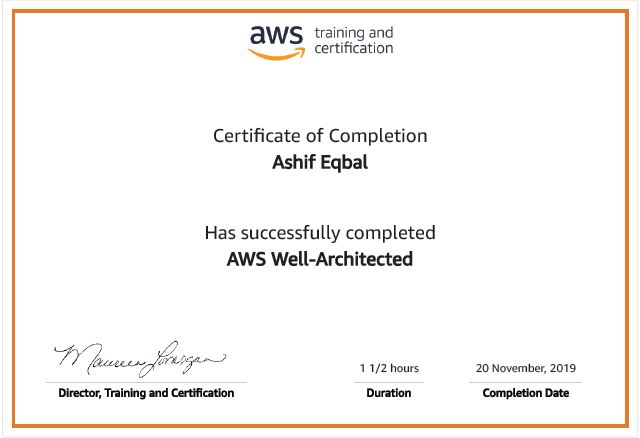 aws training and
certification
Certificate of Completion
Ashif Eqbal
Has successfully completed
AWS Well-Architected
Maureen Lonergan
1 1/2 hours
20 November, 2019
Director, Training and Certification
Duration
Completion Date